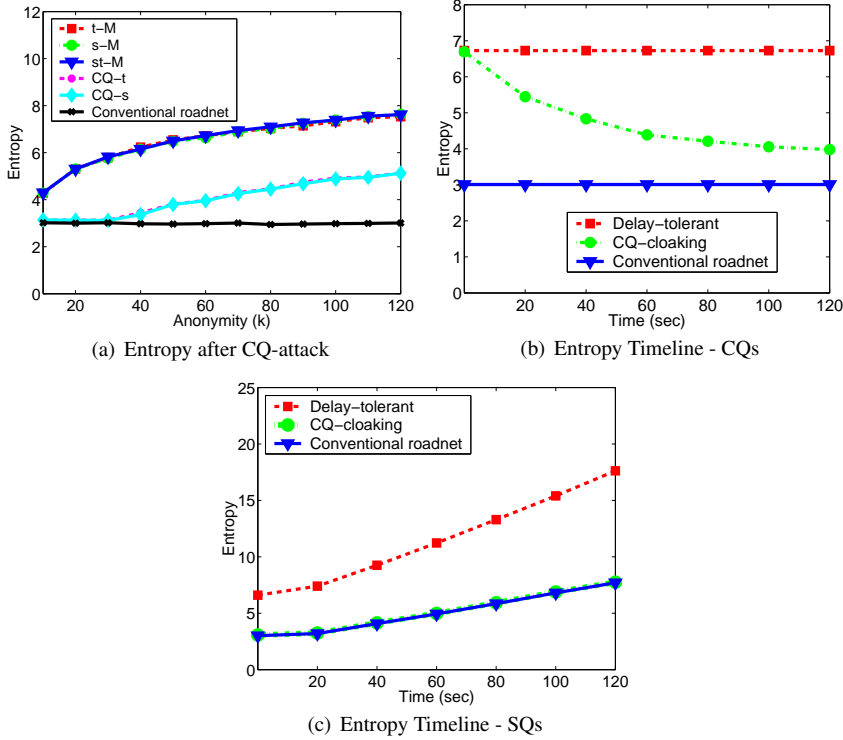 12
10
8
6
4
2
0
Entropy
t−M
s−M
st−M
CQ−t
CQ−s
Conventional roadnet
20 40 60 80 100 120
Anonymity (k)
(a) Entropy after CQ-attack
8
7
6
5
4
3
2
1
0
Entropy
Delay−tolerant
CQ−cloaking
Conventional roadnet
20 40 60 80 100 120
Time (sec)
(b) Entropy Timeline - CQs
25
20
15
10
5
0
Entropy
Delay−tolerant
CQ−cloaking
Conventional roadnet
20 40 60 80 100 120
Time (sec)
(c) Entropy Timeline - SQs